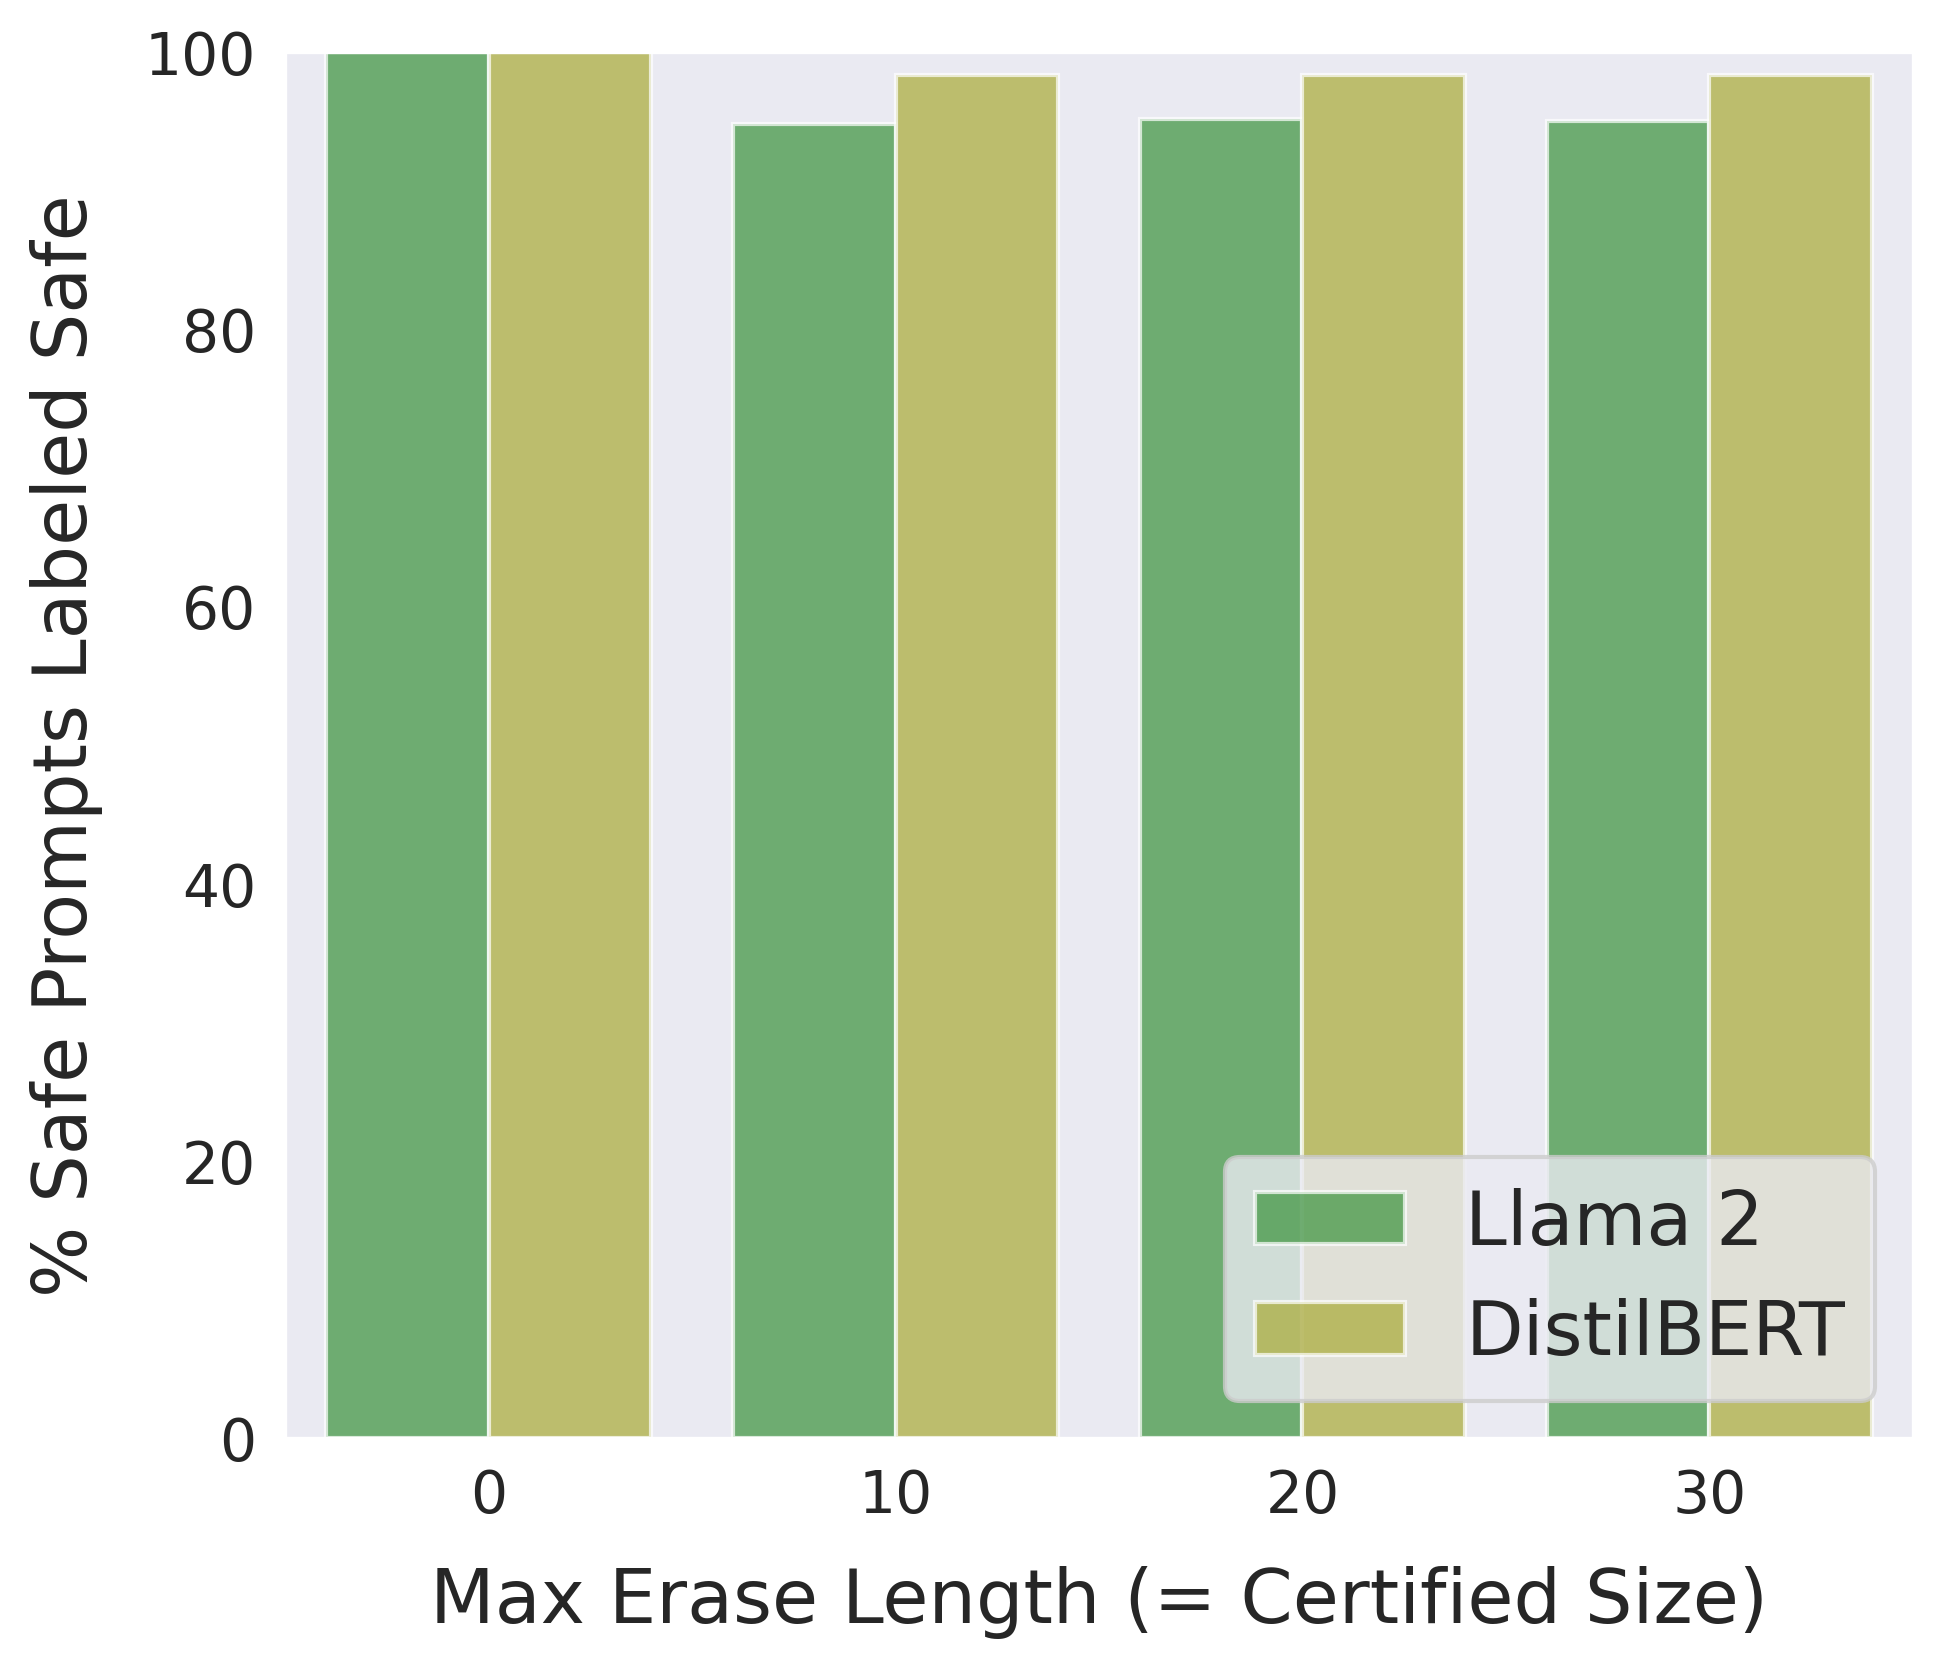 % Safe Prompts Labeled Safe
100
80
60
40
20
0
0 10 20 30
Max Erase Length (= Certified Size)
Llama 2
DistilBERT